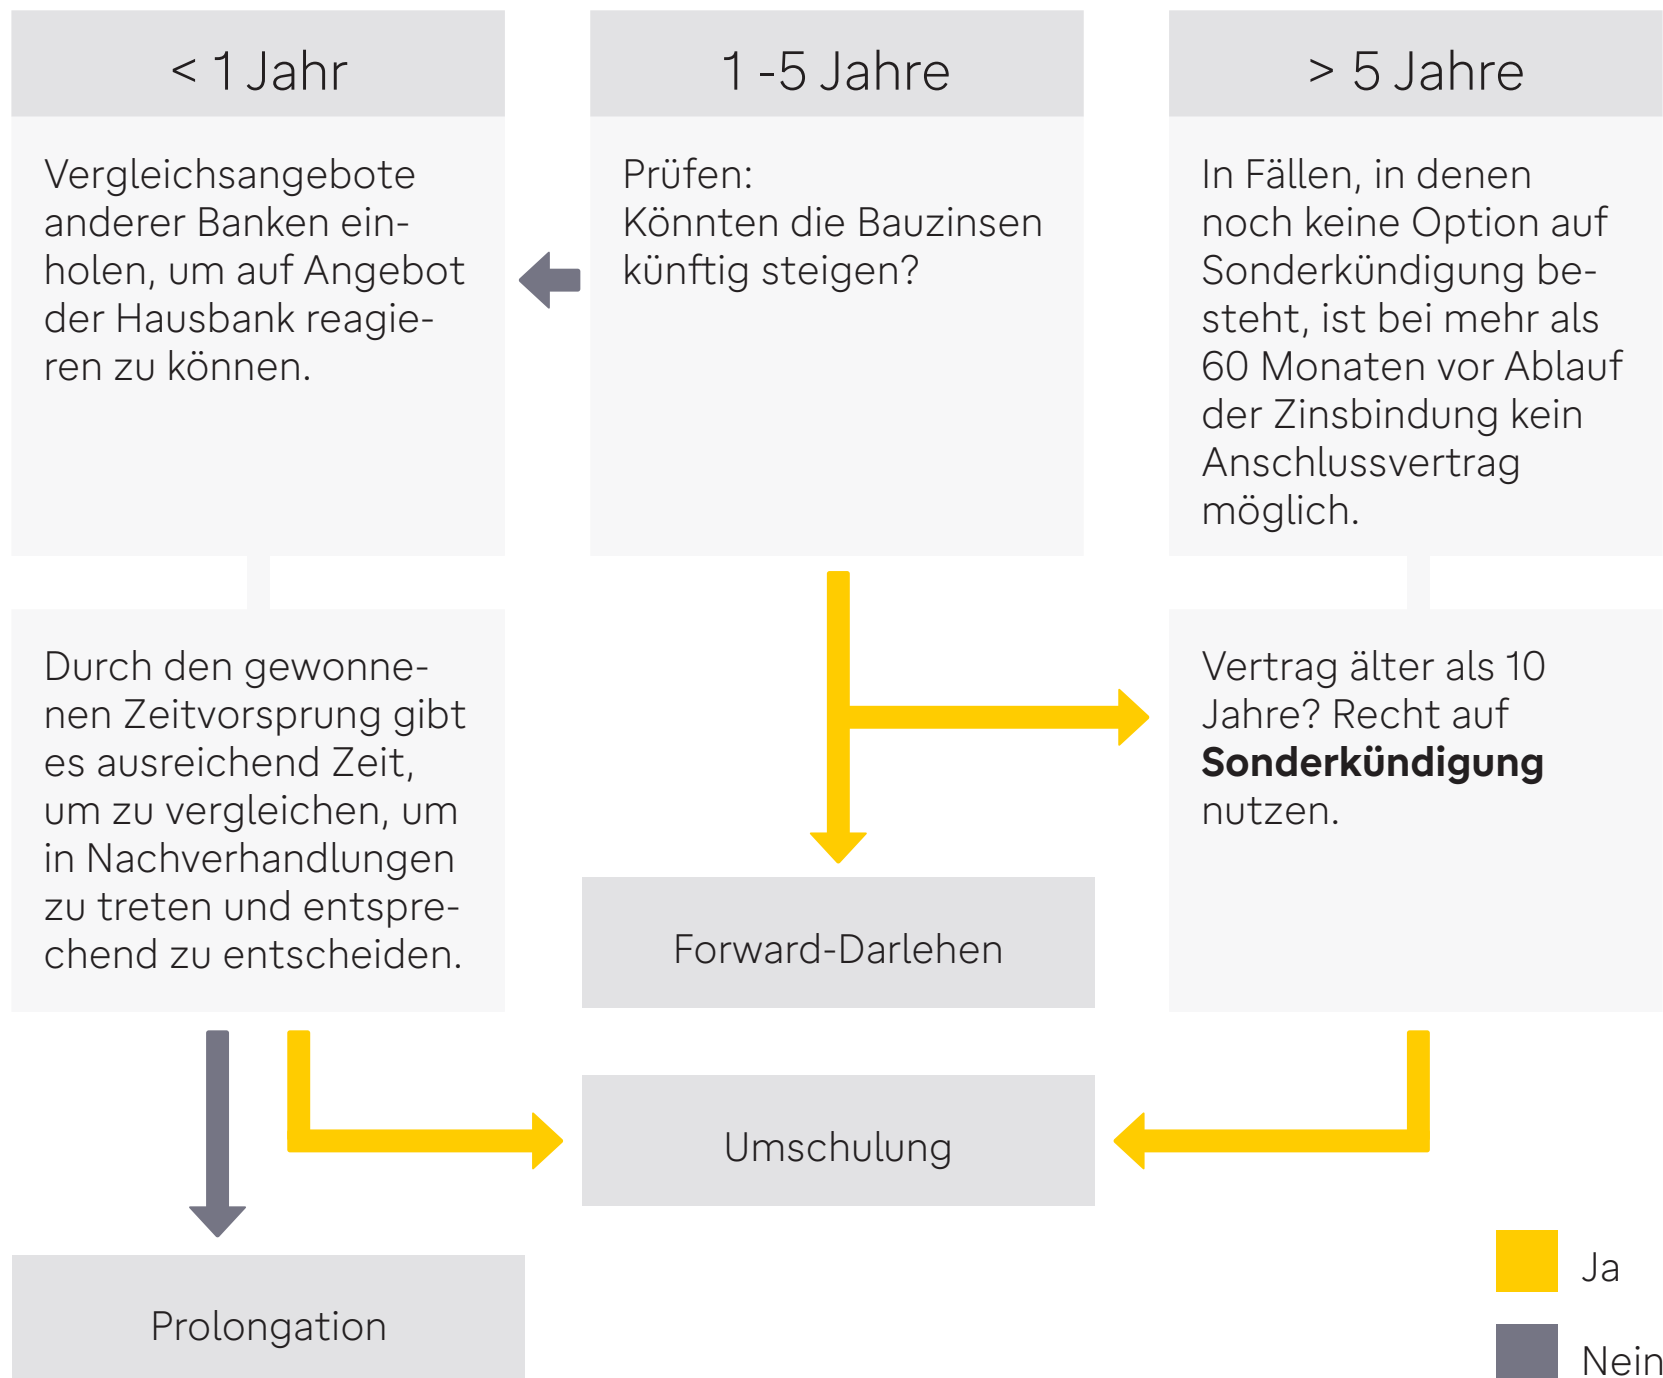 < 1 Jahr
Vergleichsangebote
anderer Banken ein-
holen, um auf Angebot
der Hausbank reagie-
ren zu können.
Durch den gewonne-
nen Zeitvorsprung gibt
es ausreichend Zeit,
um zu vergleichen, um
in Nachverhandlungen
zu treten und entspre-
chend zu entscheiden.
1 -5 Jahre
Prüfen:
Könnten die Bauzinsen
künftig steigen?
> 5 Jahre
In Fällen, in denen
noch keine Option auf
Sonderkündigung be-
steht, ist bei mehr als
60 Monaten vor Ablauf
der Zinsbindung kein
Anschlussvertrag
möglich.
Vertrag älter als 10
Jahre? Recht auf
Sonderkündigung
nutzen.
Forward-Darlehen
Umschulung
Prolongation
Ja
Nein